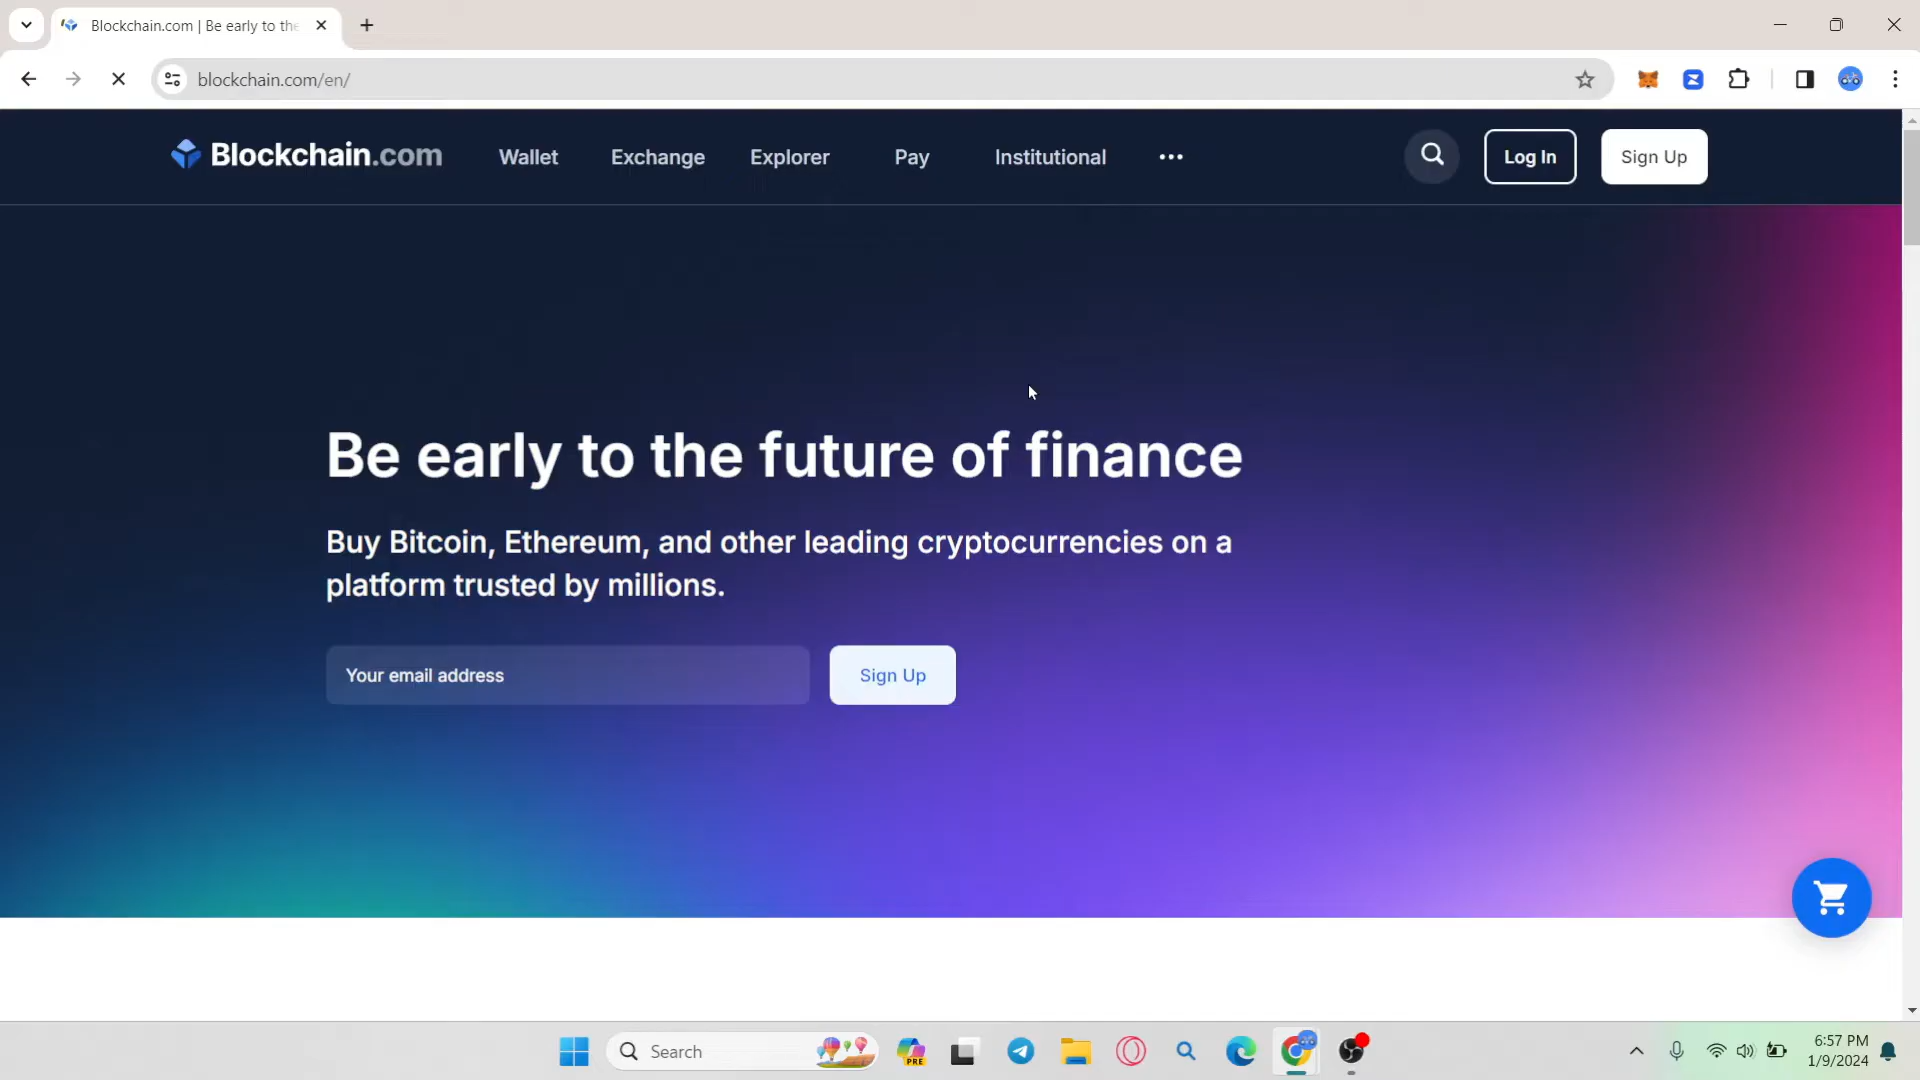 Blockchain.com | Be early to the
blockchain.com/en/
Blockchain.com
Wallet
Exchange
Explorer
Pay
Institutional
Log In
Sign Up
Be early to the future of finance
Buy Bitcoin, Ethereum, and other leading cryptocurrencies on a
platform trusted by millions.
Your email address
Sign Up
Search
PRE
6:57 PM
1/9/2024